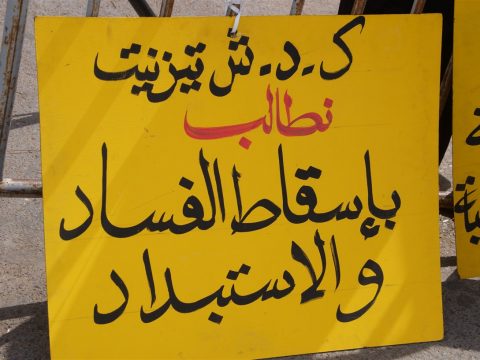 ك.د.ش تيزنيت
نطالب
بإسقاط الفساد
والاستبداد